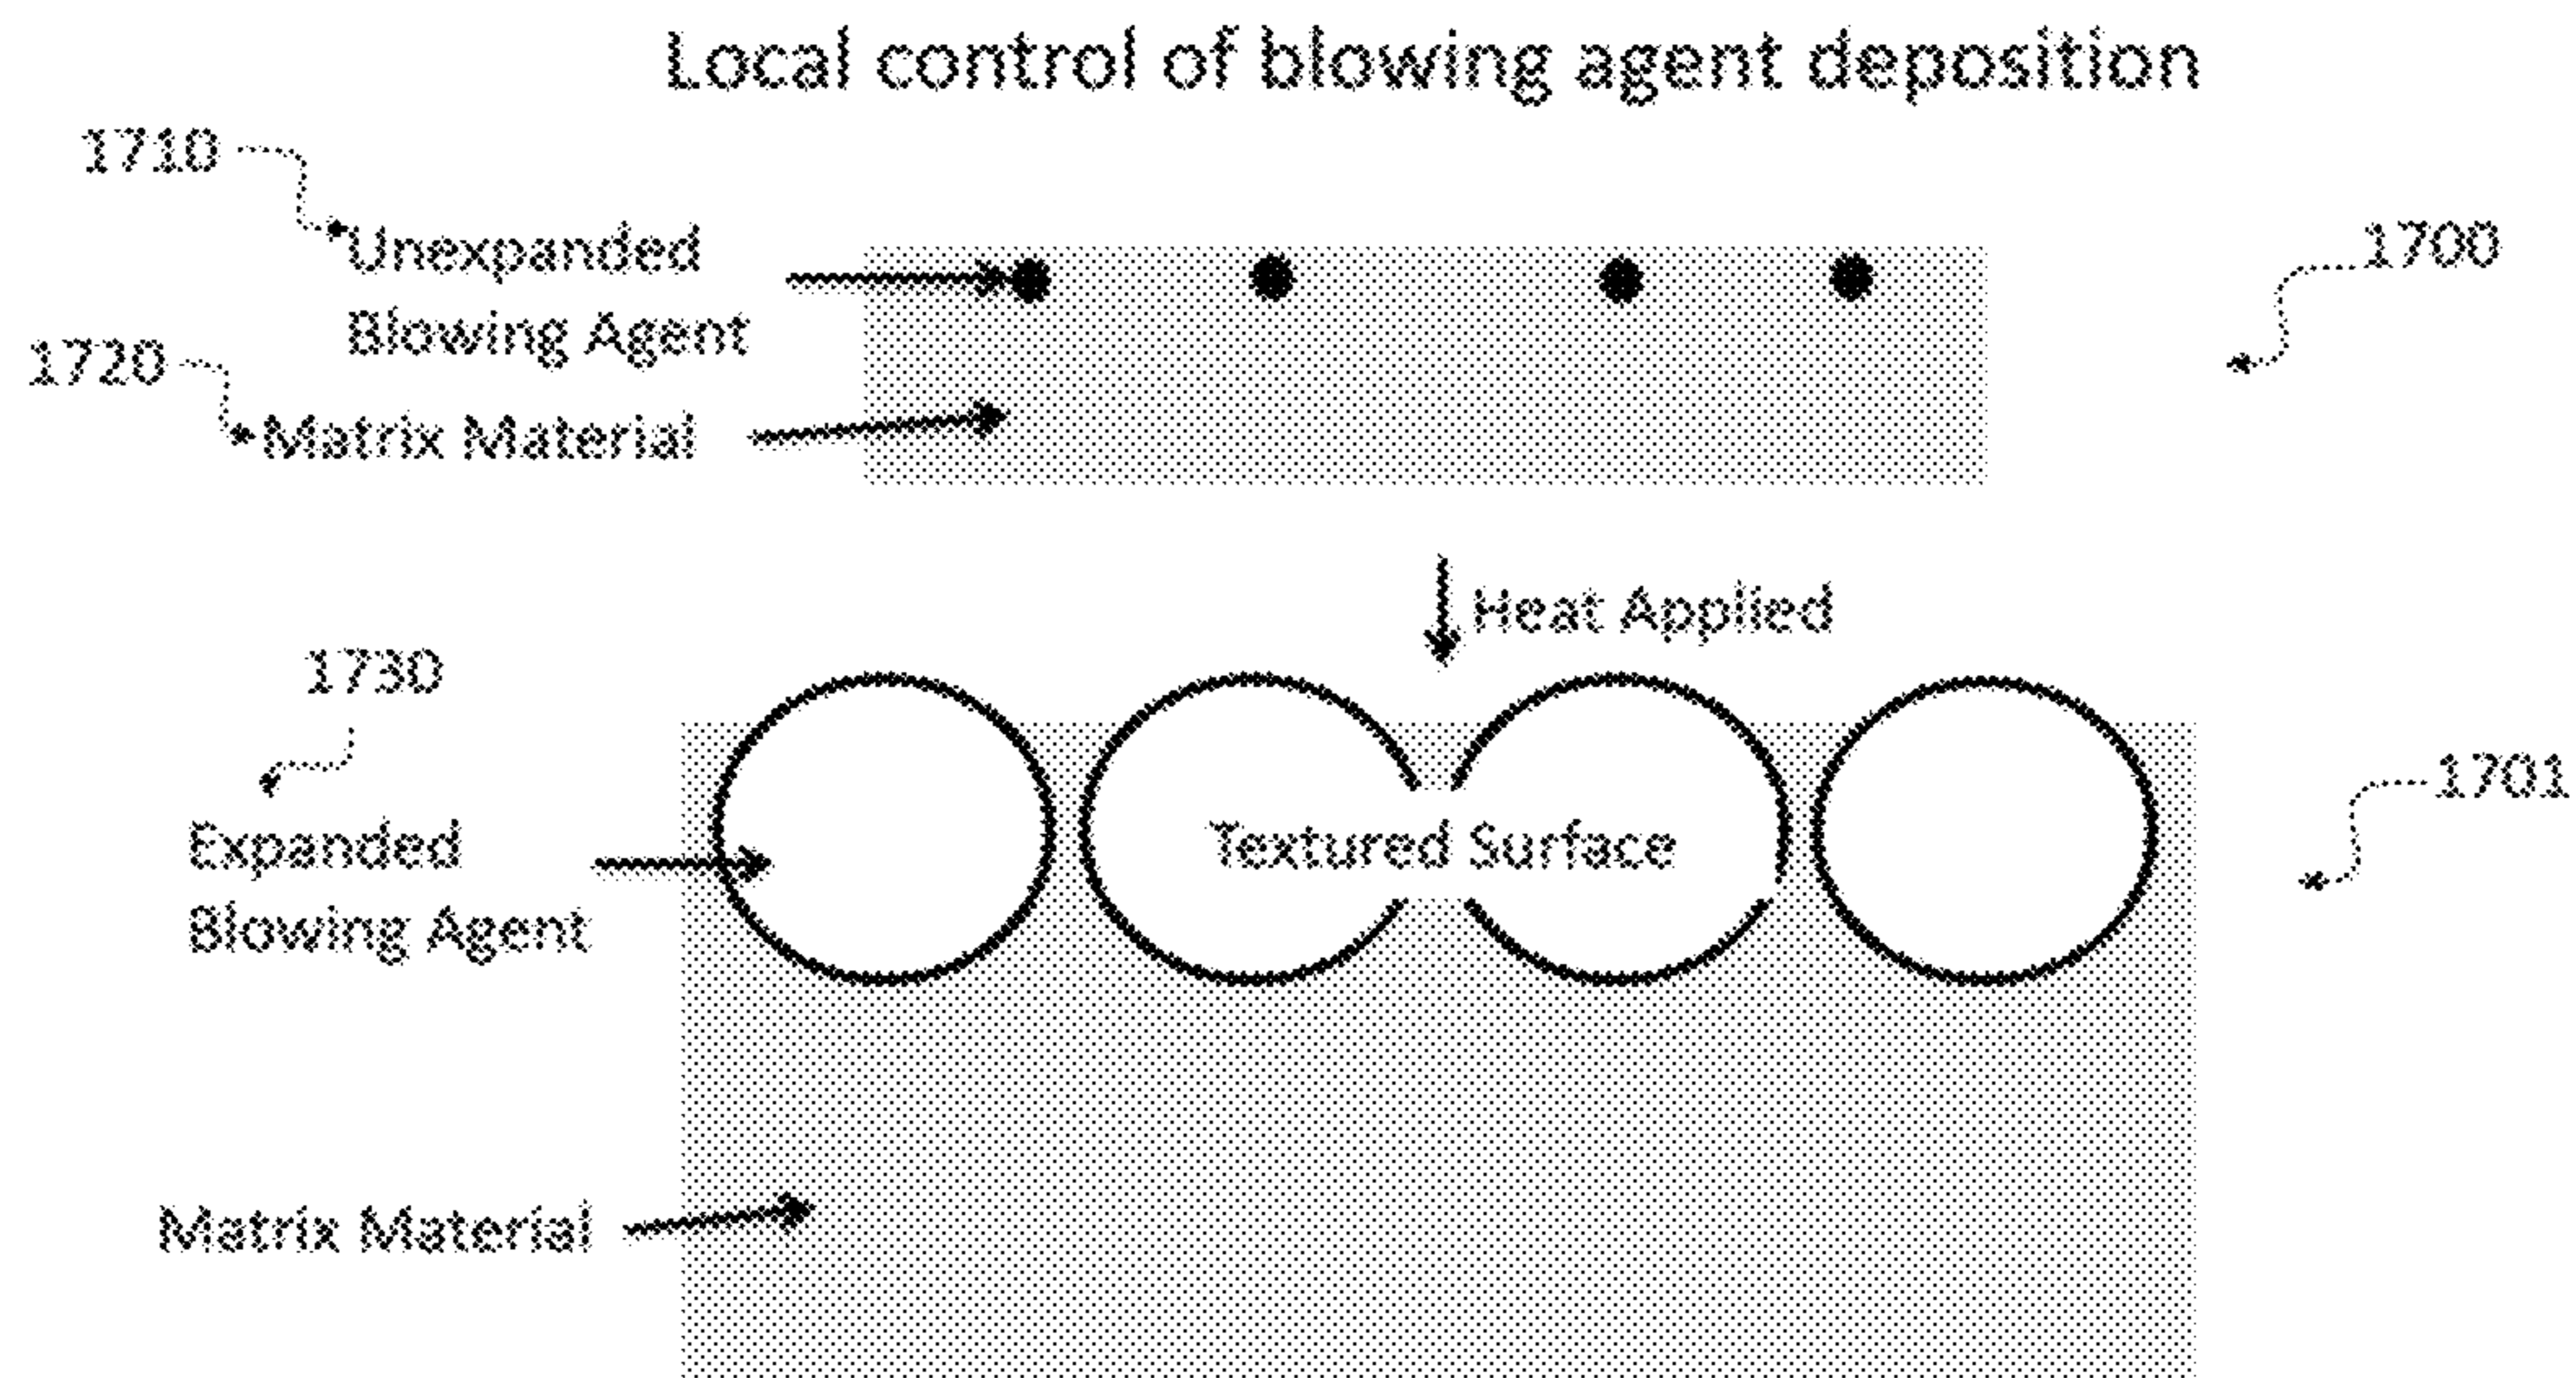 Local control of blowing agent deposition
1710
Unexpanded
Blowing Agent
1700
1720
Matrix Material
Heat Applied
1730
Expanded
Blowing Agent
Textured Surface
1701
Matrix Material